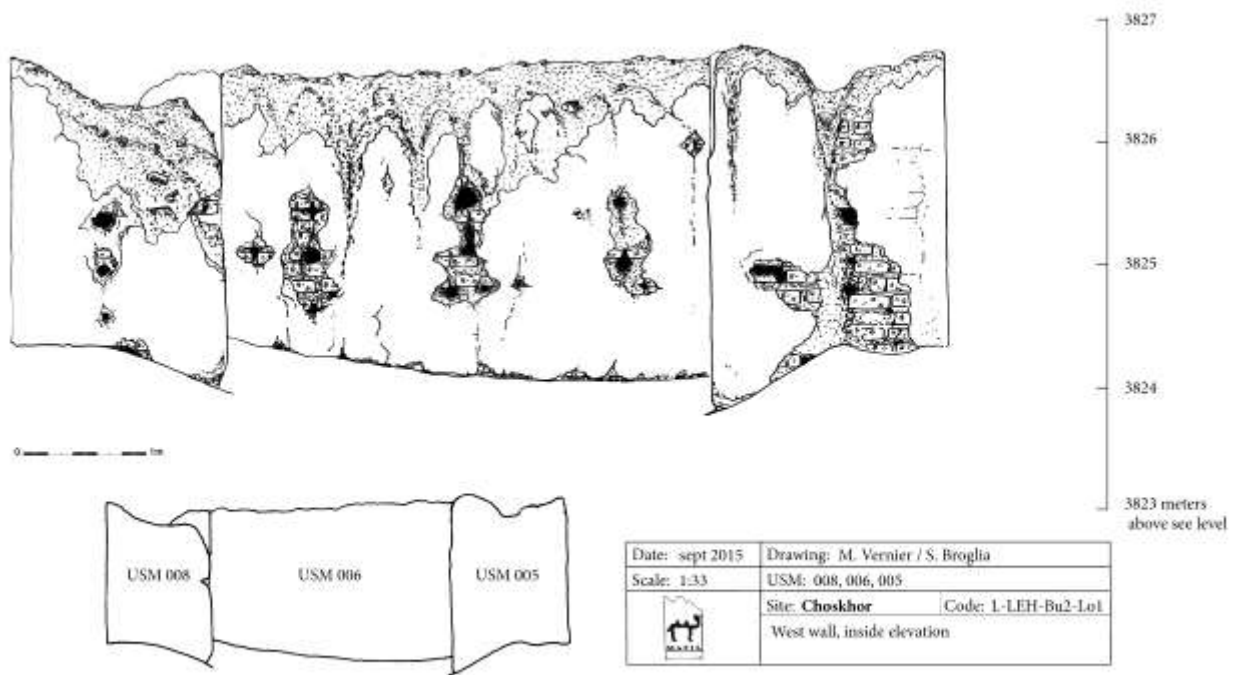 3827
3826
3825
3824
0 1m
3823 meters
above see level
USM 008
USM 006
USM 005
Date: sept 2015 Drawing: M. Vernier / S. Broglia
Scale: 1:33 USM: 008, 006, 005
Site: Choskhor Code: L-LEH-Bu2-Lo1
West wall, inside elevation
M.A.F.I.L